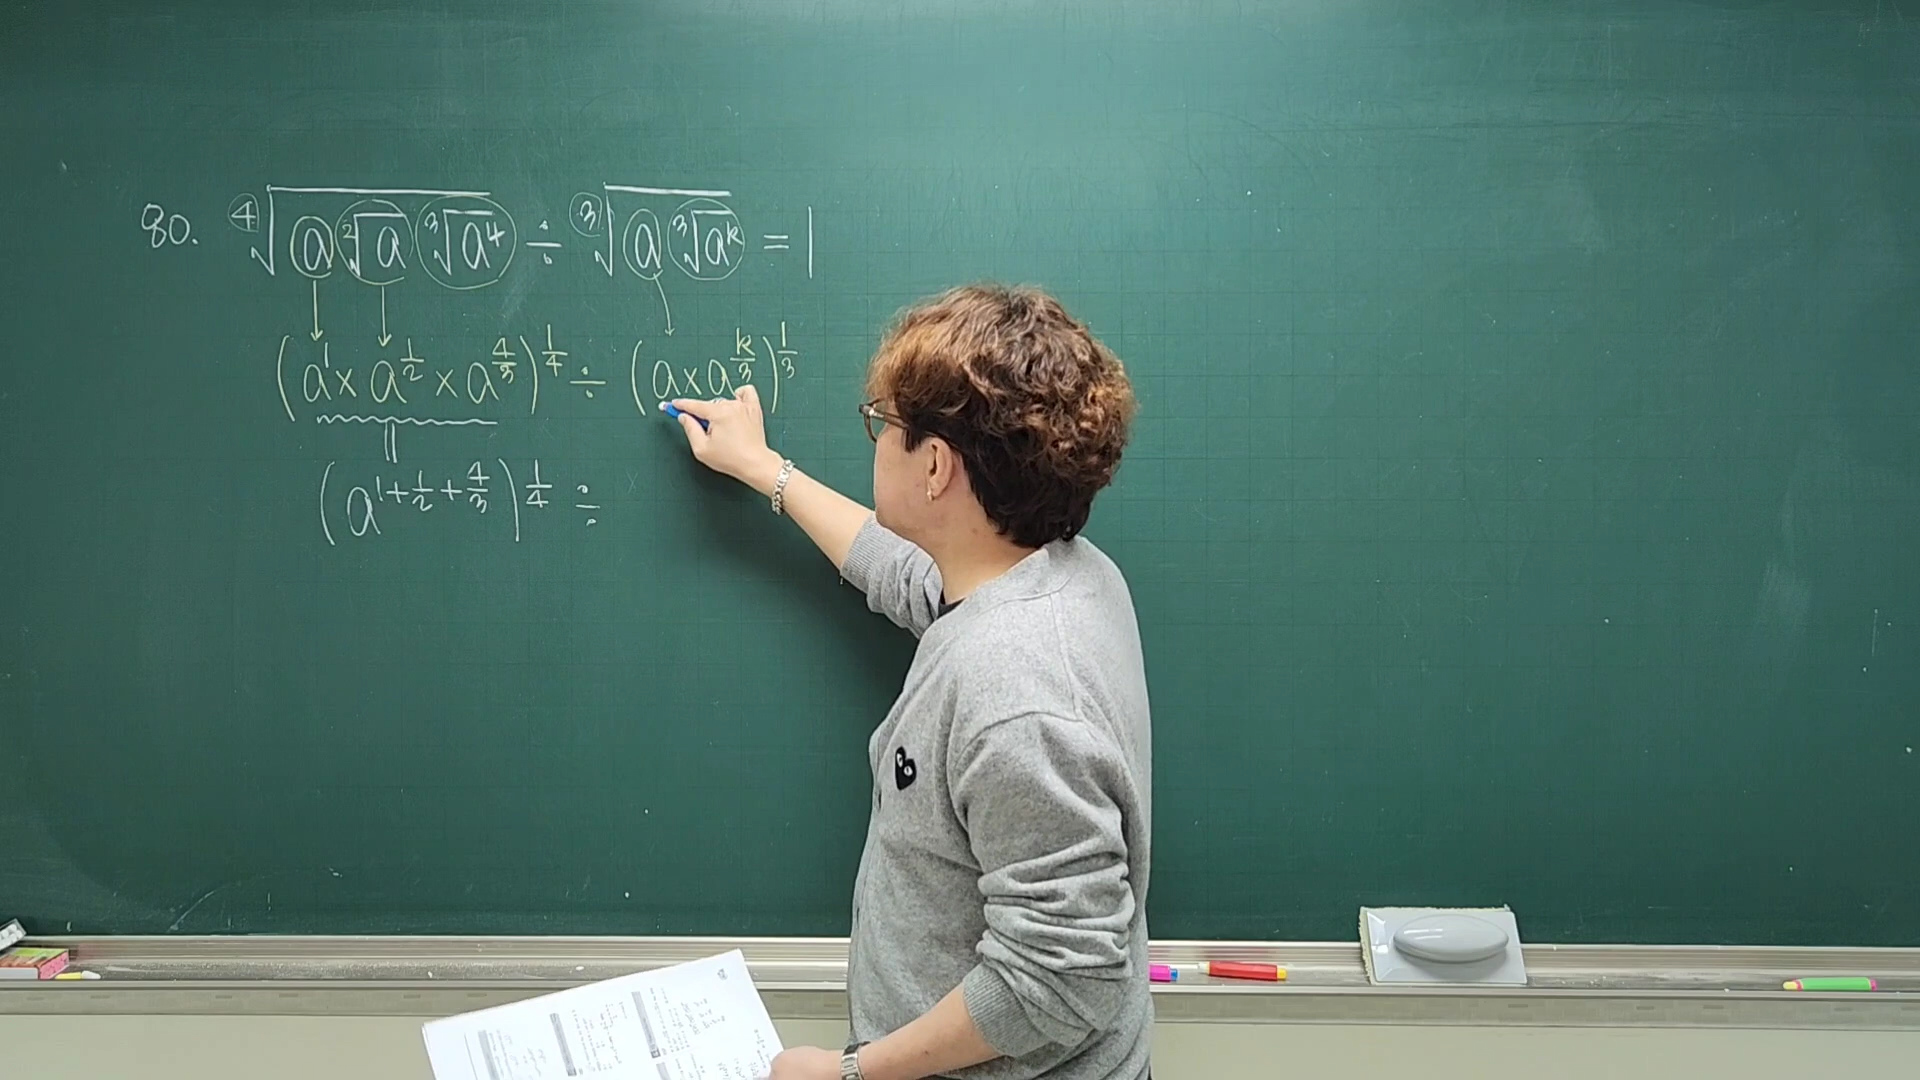 80. ⁴√(a ²√a ³√a⁴) ÷ ³√(a ³√a^k) = 1
(a¹ × a^(1/2) × a^(4/3))^(1/4) ÷ (a × a^(k/3))^(1/3)
(a^(1+1/2+4/3))^(1/4) ÷